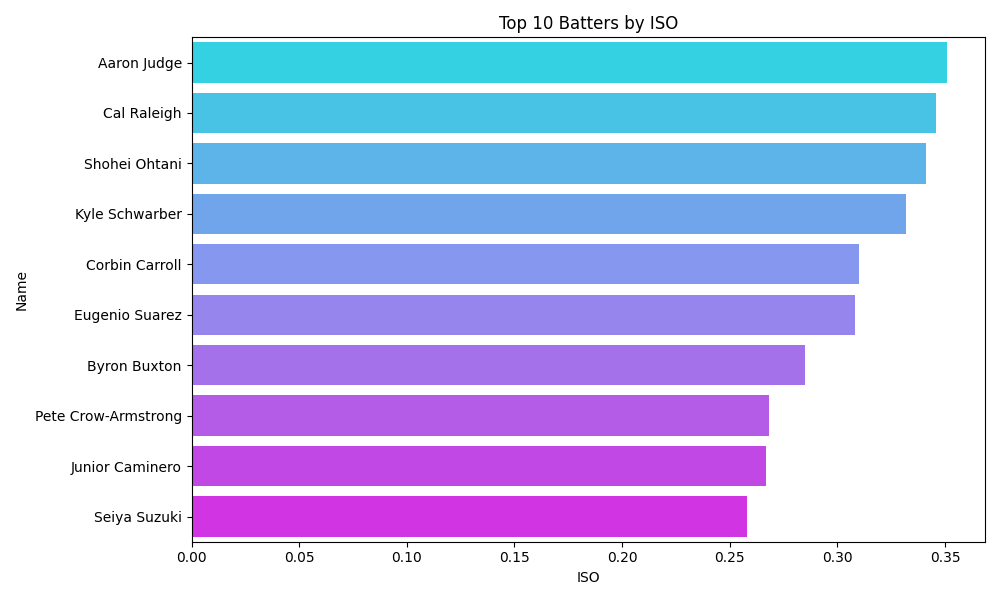 Top 10 Batters by ISO
Aaron Judge
Cal Raleigh
Shohei Ohtani
Kyle Schwarber
Corbin Carroll
Eugenio Suarez
Byron Buxton
Pete Crow-Armstrong
Junior Caminero
Seiya Suzuki
Name
0.00 0.05 0.10 0.15 0.20 0.25 0.30 0.35
ISO